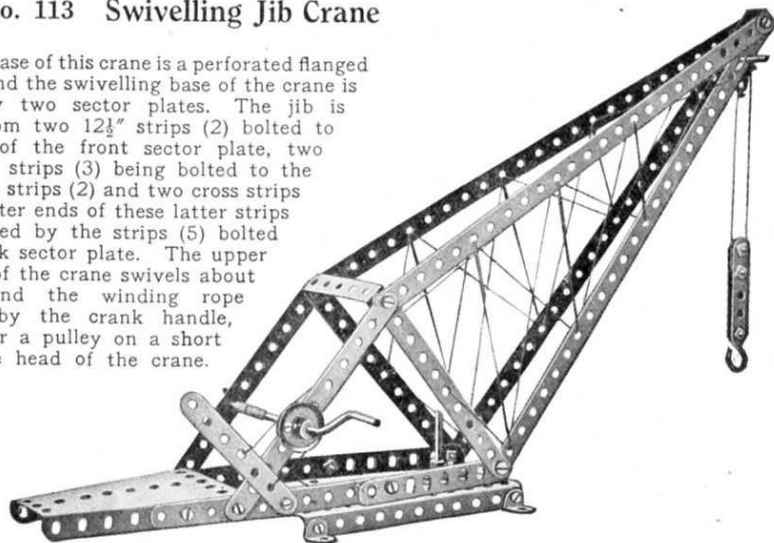 o. 113 Swivelling Jib Crane
ase of this crane is a perforated flanged
nd the swivelling base of the crane is
two sector plates. The jib is
om two 12½″ strips (2) bolted to
of the front sector plate, two
strips (3) being bolted to the
strips (2) and two cross strips
ter ends of these latter strips
ed by the strips (5) bolted
k sector plate. The upper
of the crane swivels about
nd the winding rope
by the crank handle,
r a pulley on a short
head of the crane.